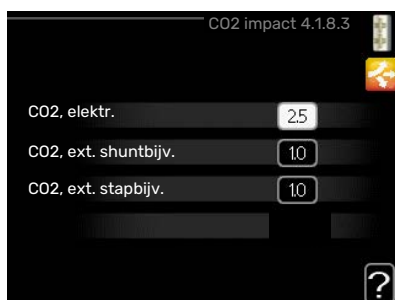 CO2 impact 4.1.8.3
CO2, elektr. 2.5
CO2, ext. shuntbijv. 1.0
CO2, ext. stapbijv. 1.0
?